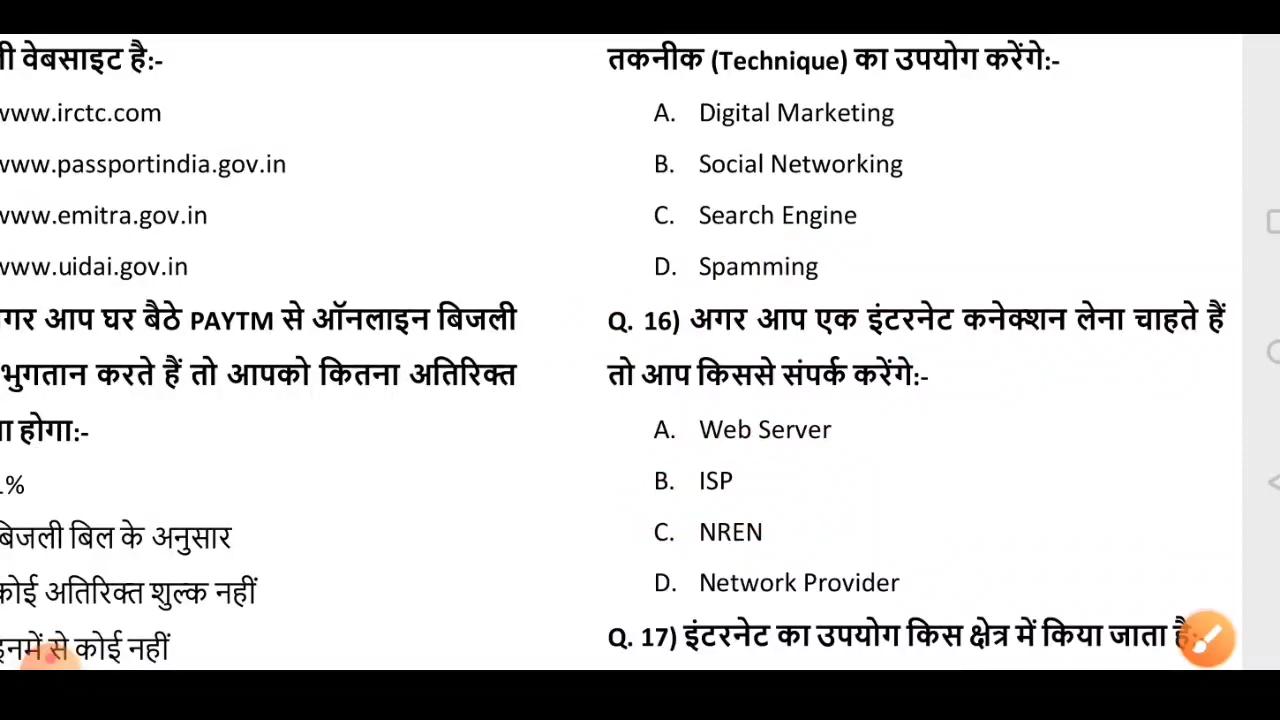 वेबसाइट है:-
www.irctc.com
www.passportindia.gov.in
www.emitra.gov.in
www.uidai.gov.in
आप घर बैठे PAYTM से ऑनलाइन बिजली
भुगतान करते हैं तो आपको कितना अतिरिक्त
होगा:-
1%
बिजली बिल के अनुसार
कोई अतिरिक्त शुल्क नहीं
इनमें से कोई नहीं
तकनीक (Technique) का उपयोग करेंगे:-
A. Digital Marketing
B. Social Networking
C. Search Engine
D. Spamming
Q. 16) अगर आप एक इंटरनेट कनेक्शन लेना चाहते हैं
तो आप किससे संपर्क करेंगे:-
A. Web Server
B. ISP
C. NREN
D. Network Provider
Q. 17) इंटरनेट का उपयोग किस क्षेत्र में किया जाता है:-